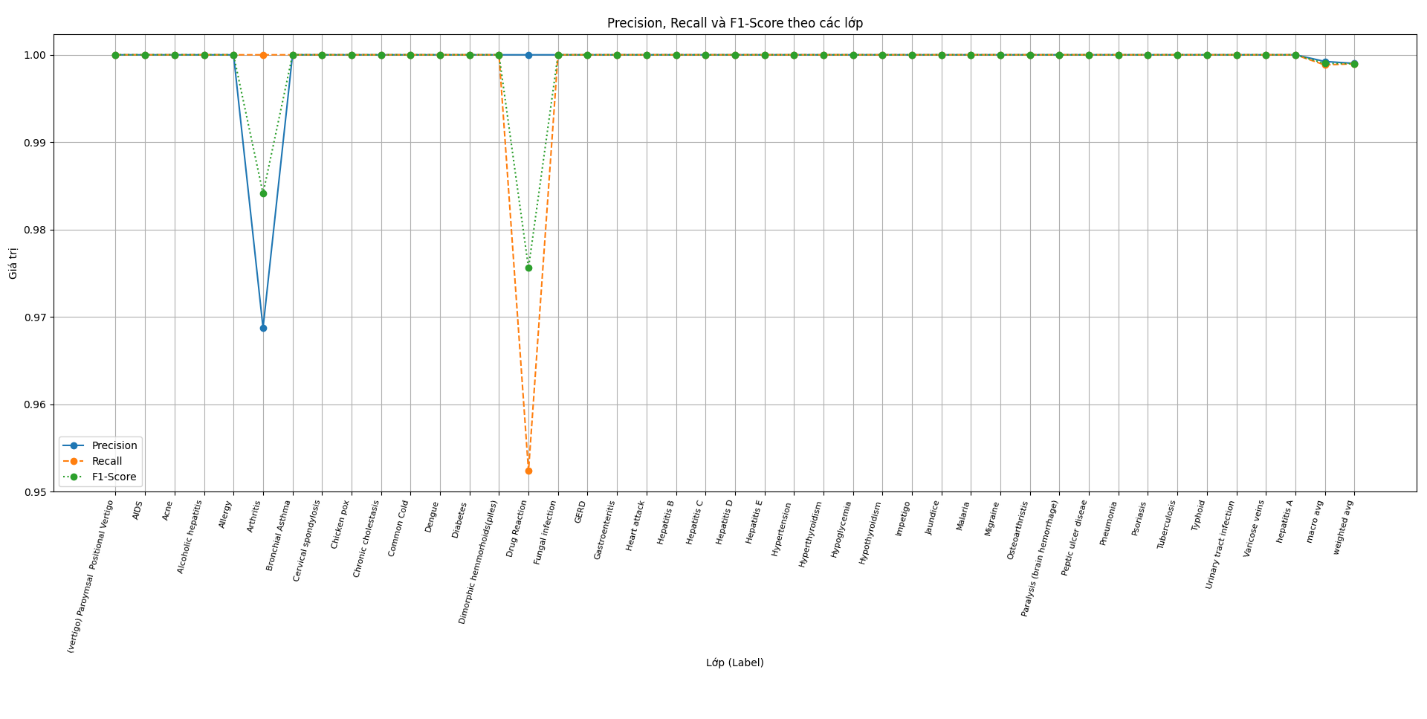 Precision, Recall và F1-Score theo các lớp
1.00
0.99
0.98
0.97
0.96
0.95
Giá trị
Precision
Recall
F1-Score
(vertigo) Paroymsal  Positional Vertigo
AIDS
Acne
Alcoholic hepatitis
Allergy
Arthritis
Bronchial Asthma
Cervical spondylosis
Chicken pox
Chronic cholestasis
Common Cold
Dengue
Diabetes
Dimorphic hemmorhoids(piles)
Drug Reaction
Fungal infection
GERD
Gastroenteritis
Heart attack
Hepatitis B
Hepatitis C
Hepatitis D
Hepatitis E
Hypertension
Hyperthyroidism
Hypoglycemia
Hypothyroidism
Impetigo
Jaundice
Malaria
Migraine
Osteoarthristis
Paralysis (brain hemorrhage)
Peptic ulcer diseae
Pneumonia
Psoriasis
Tuberculosis
Typhoid
Urinary tract infection
Varicose veins
hepatitis A
macro avg
weighted avg
Lớp (Label)